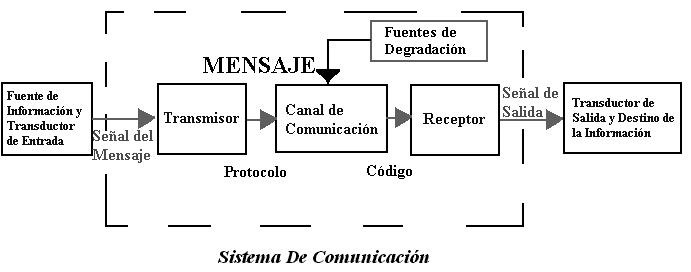 Fuentes de
Degradación
MENSAJE
Fuente de
Información y
Transductor
de Entrada
Señal del
Mensaje
Transmisor
Protocolo
Canal de
Comunicación
Código
Receptor
Señal de
Salida
Transductor de
Salida y Destino de
la Información
Sistema De Comunicación